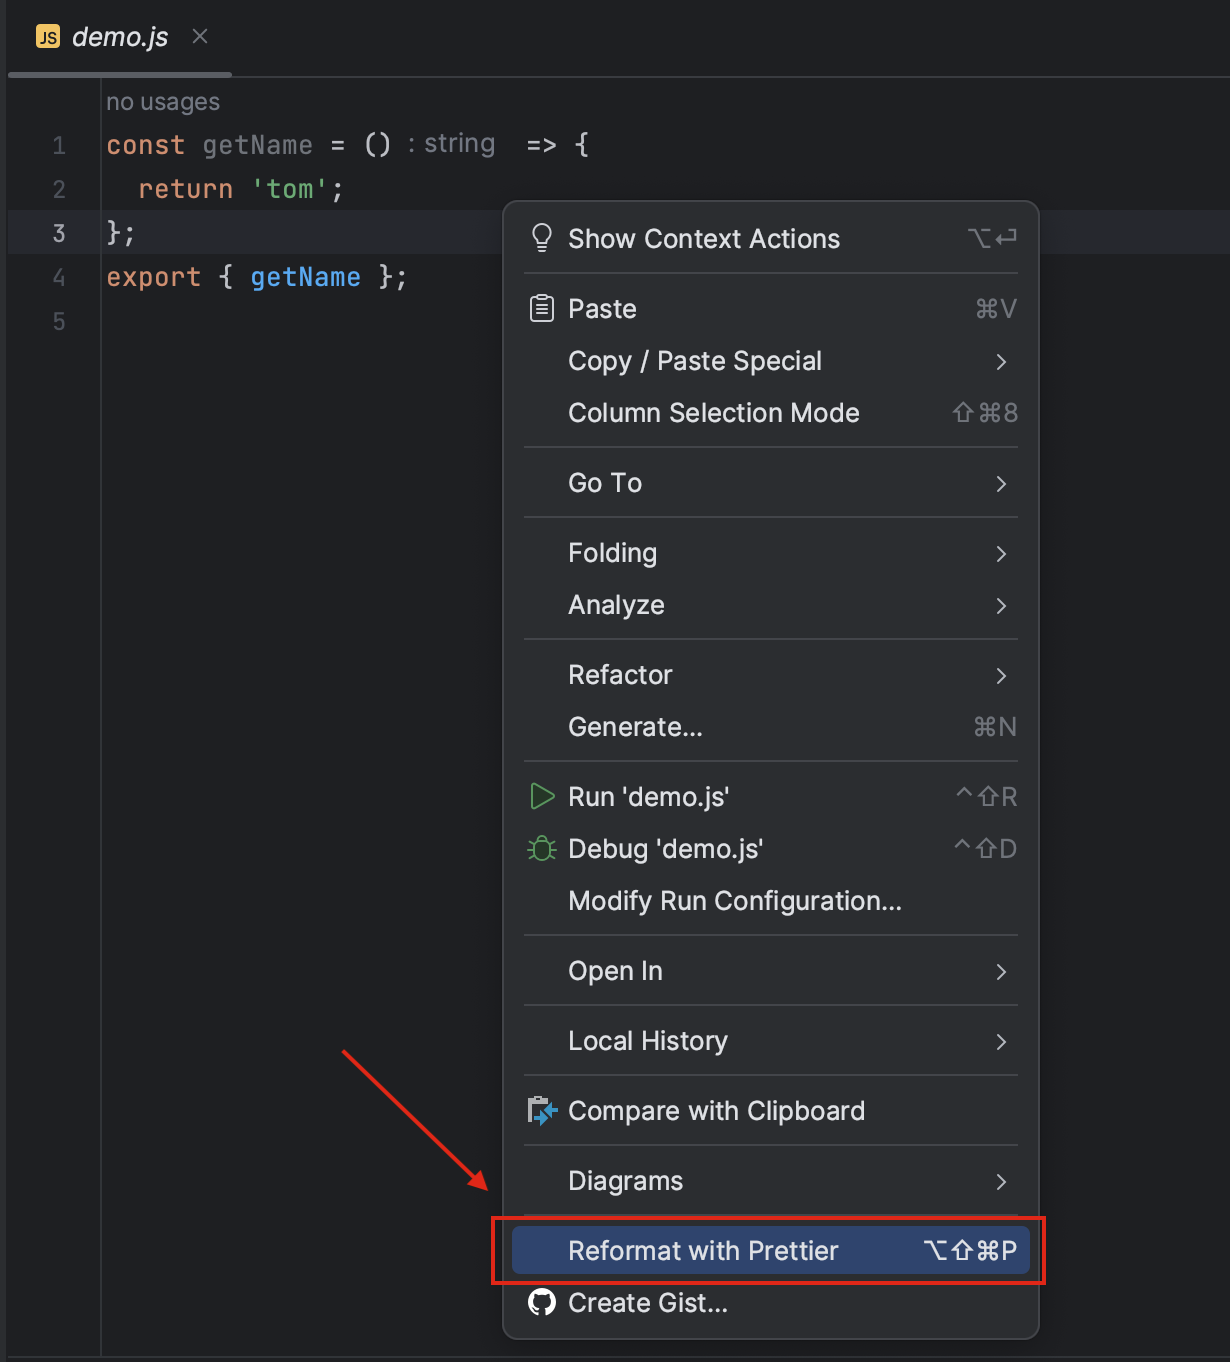 JS demo.js
no usages
1 const getName = () : string => {
2 return 'tom';
3 };
4 export { getName };
5
Show Context Actions ⌥↩
Paste ⌘V
Copy / Paste Special
Column Selection Mode ⇧⌘8
Go To
Folding
Analyze
Refactor
Generate... ⌘N
Run 'demo.js' ^⇧R
Debug 'demo.js' ^⇧D
Modify Run Configuration...
Open In
Local History
Compare with Clipboard
Diagrams
Reformat with Prettier ⌥⇧⌘P
Create Gist...